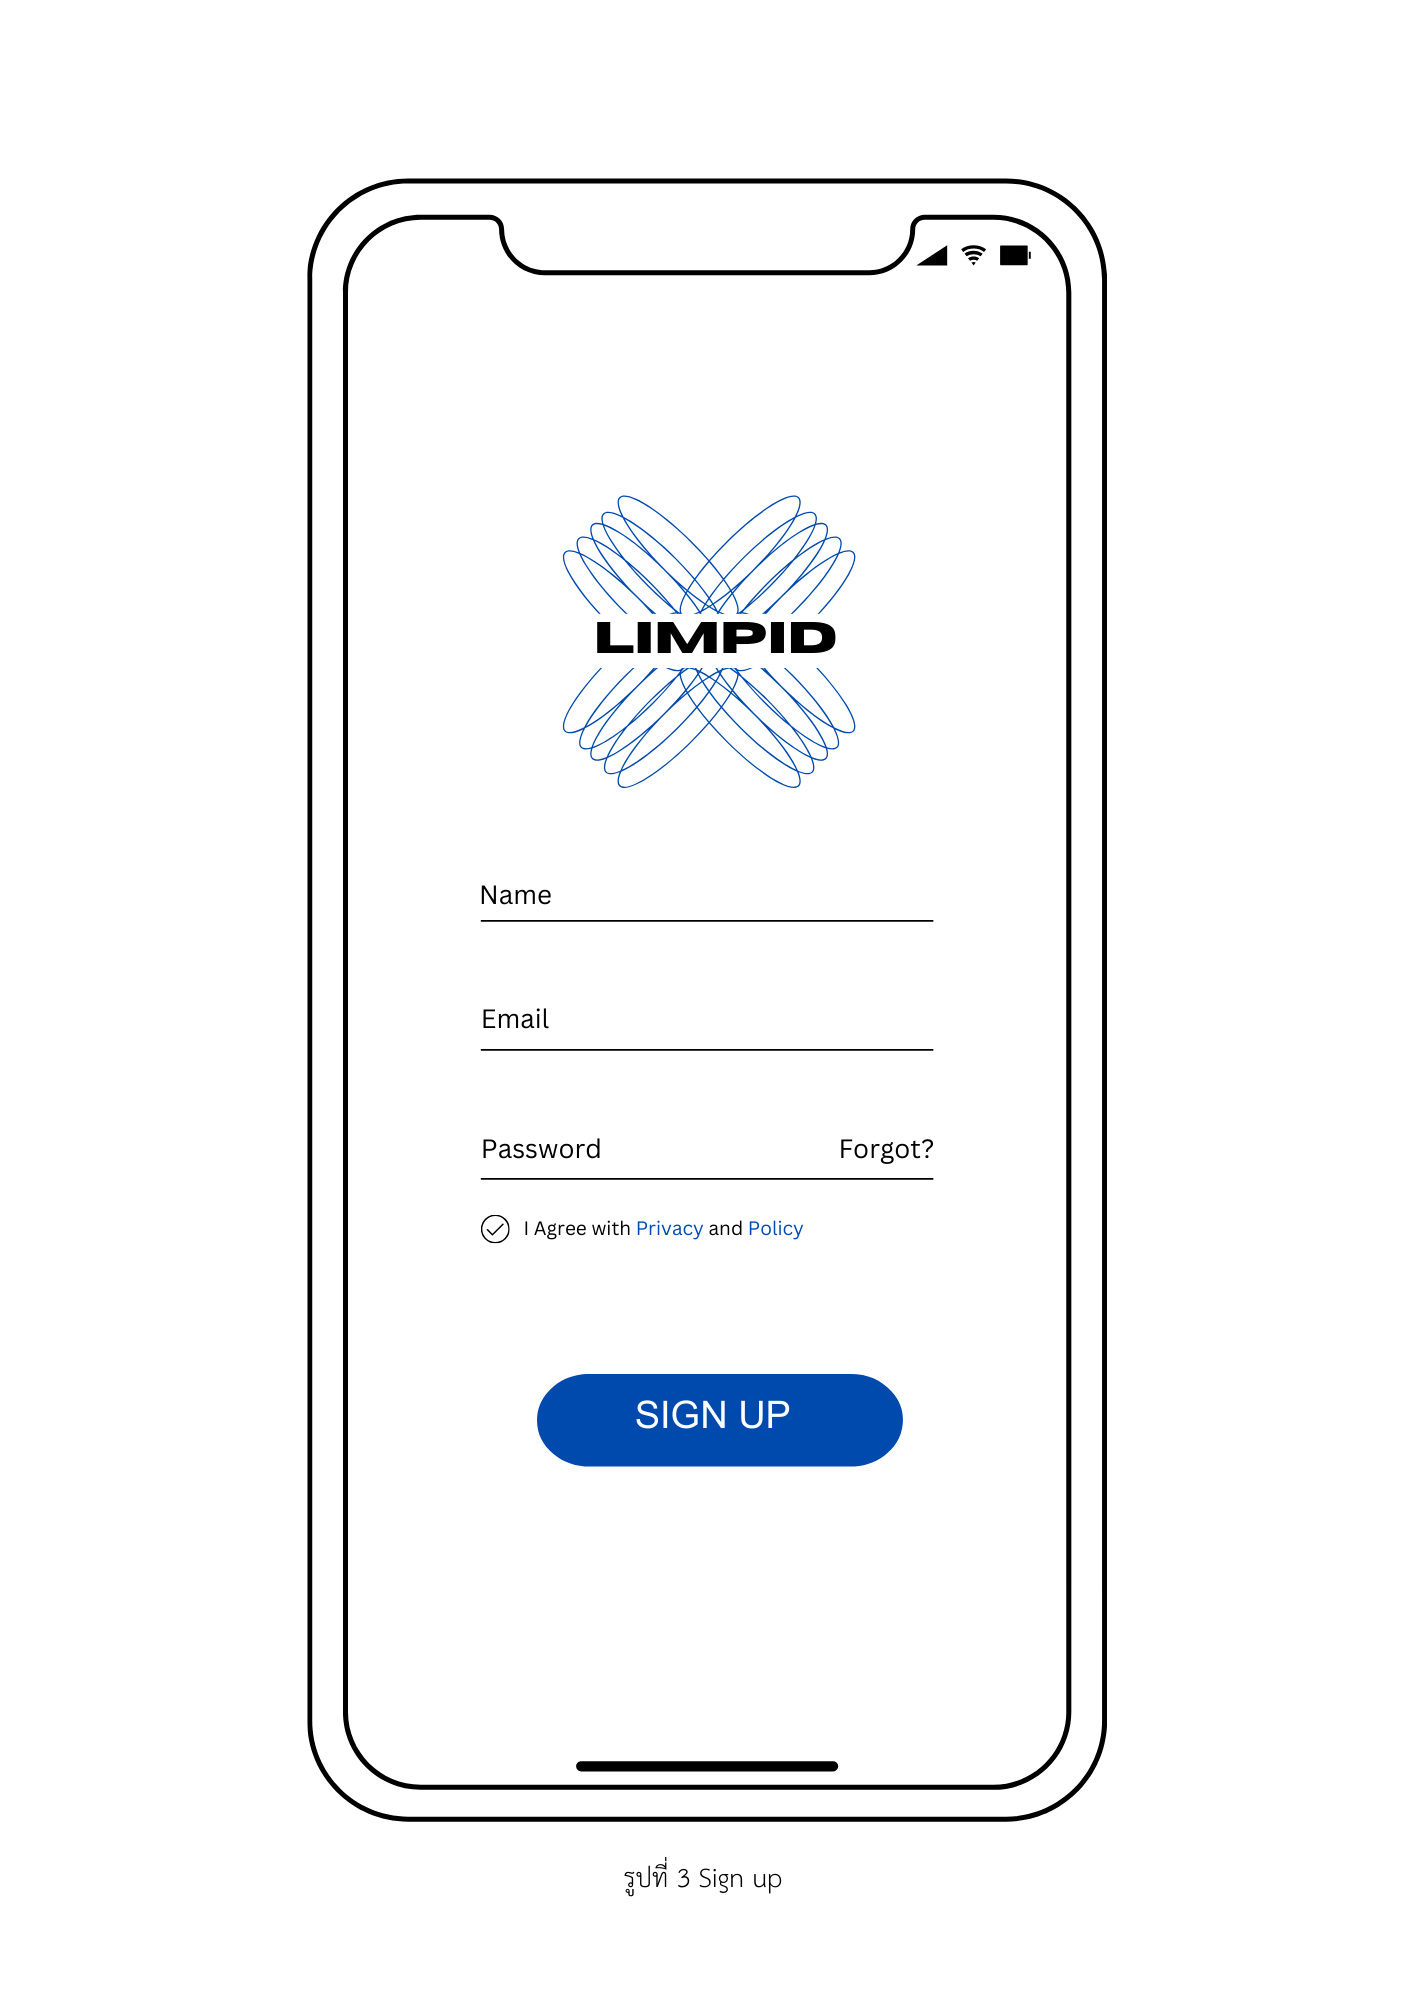 LIMPID
Name
Email
Password Forgot?
I Agree with Privacy and Policy
SIGN UP
รูปที่ 3 Sign up